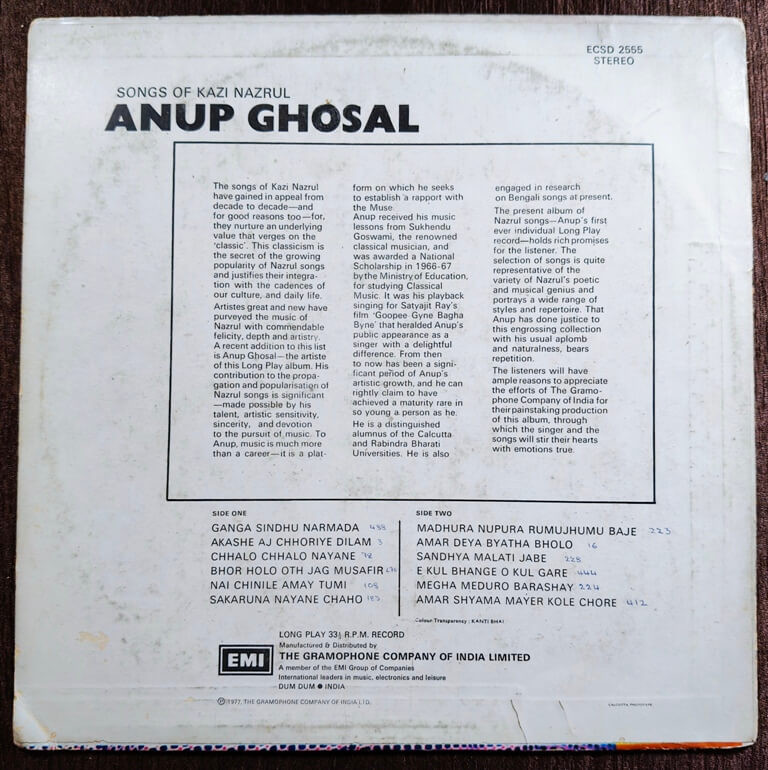 ECSD 2555
STEREO
SONGS OF KAZI NAZRUL
ANUP GHOSAL
The songs of Kazi Nazrul
have gained in appeal from
decade to decade—and
for good reasons too—for,
they nurture an underlying
value that verges on the
'classic'. This classicism is
the secret of the growing
popularity of Nazrul songs
and justifies their integra-
tion with the cadences of
our culture, and daily life.
Artistes great and new have
purveyed the music of
Nazrul with commendable
felicity, depth and artistry.
A recent addition to this list
is Anup Ghosal—the artiste
of this Long Play album. His
contribution to the propa-
gation and popularisation of
Nazrul songs is significant
—made possible by his
talent, artistic sensitivity,
sincerity, and devotion
to the pursuit of music. To
Anup, music is much more
than a career—it is a plat-
form on which he seeks
to establish a rapport with
the Muse.
Anup received his music
lessons from Sukhendu
Goswami, the renowned
classical musician, and
was awarded a National
Scholarship in 1966-67
by the Ministry of Education,
for studying Classical
Music. It was his playback
singing for Satyajit Ray's
film 'Goopee Gyne Bagha
Byne' that heralded Anup's
public appearance as a
singer with a delightful
difference. From then
to now has been a signi-
ficant period of Anup's
artistic growth, and he can
rightly claim to have
achieved a maturity rare in
so young a person as he.
He is a distinguished
alumnus of the Calcutta
and Rabindra Bharati
Universities. He is also
engaged in research
on Bengali songs at present.
The present album of
Nazrul songs—Anup's first
ever individual Long Play
record—holds rich promises
for the listener. The
selection of songs is quite
representative of the
variety of Nazrul's poetic
and musical genius and
portrays a wide range of
styles and repertoire. That
Anup has done justice to
this engrossing collection
with his usual aplomb
and naturalness, bears
repetition.
The listeners will have
ample reasons to appreciate
the efforts of The Gramo-
phone Company of India for
their painstaking production
of this album, through
which the singer and the
songs will stir their hearts
with emotions true.
SIDE ONE
GANGA SINDHU NARMADA 438
AKASHE AJ CHHORIYE DILAM 3
CHHALO CHHALO NAYANE
BHOR HOLO OTH JAG MUSAFIR
NAI CHINILE AMAY TUMI 108
SAKARUNA NAYANE CHAHO
SIDE TWO
MADHURA NUPURA RUMUJHUMU BAJE 223
AMAR DEYA BYATHA BHOLO 16
SANDHYA MALATI JABE 228
E KUL BHANGE O KUL GARE 444
MEGHA MEDURO BARASHAY 224
AMAR SHYAMA MAYER KOLE CHORE 412
Colour Transparency : KANTI BHAI
EMI
LONG PLAY 33⅓ R.P.M. RECORD
Manufactured & Distributed by
THE GRAMOPHONE COMPANY OF INDIA LIMITED
A member of the EMI Group of Companies
International leaders in music, electronics and leisure
DUM DUM ● INDIA
Ⓟ 1977, THE GRAMOPHONE COMPANY OF INDIA LTD.
CALCUTTA PHOTOTYPE